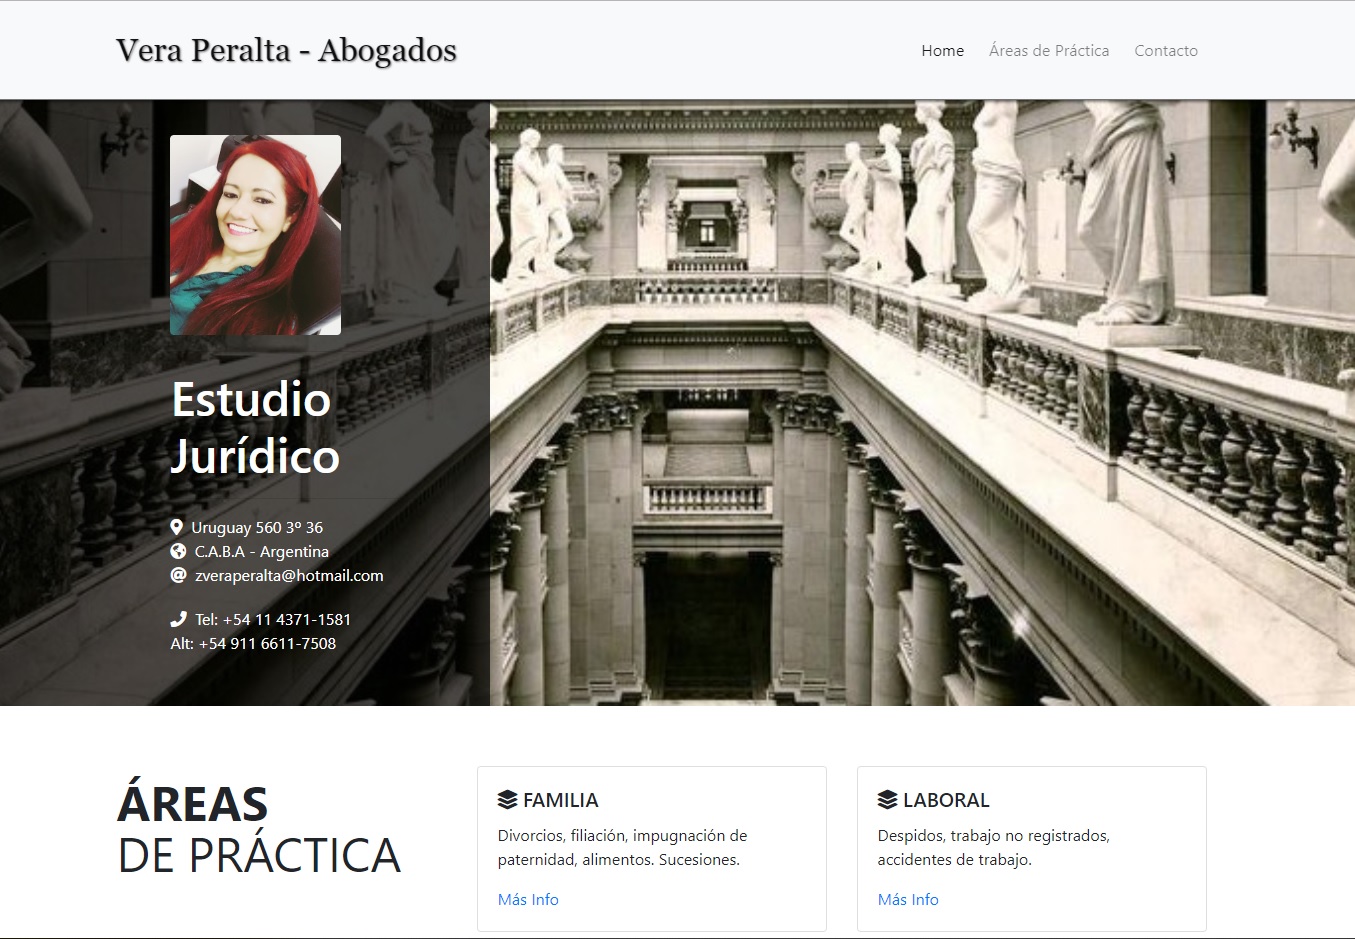 Vera Peralta - Abogados
Home Áreas de Práctica Contacto
Estudio
Jurídico
Uruguay 560 3º 36
C.A.B.A - Argentina
zveraperalta@hotmail.com
Tel: +54 11 4371-1581
Alt: +54 911 6611-7508
ÁREAS
DE PRÁCTICA
FAMILIA
Divorcios, filiación, impugnación de
paternidad, alimentos. Sucesiones.
Más Info
LABORAL
Despidos, trabajo no registrados,
accidentes de trabajo.
Más Info